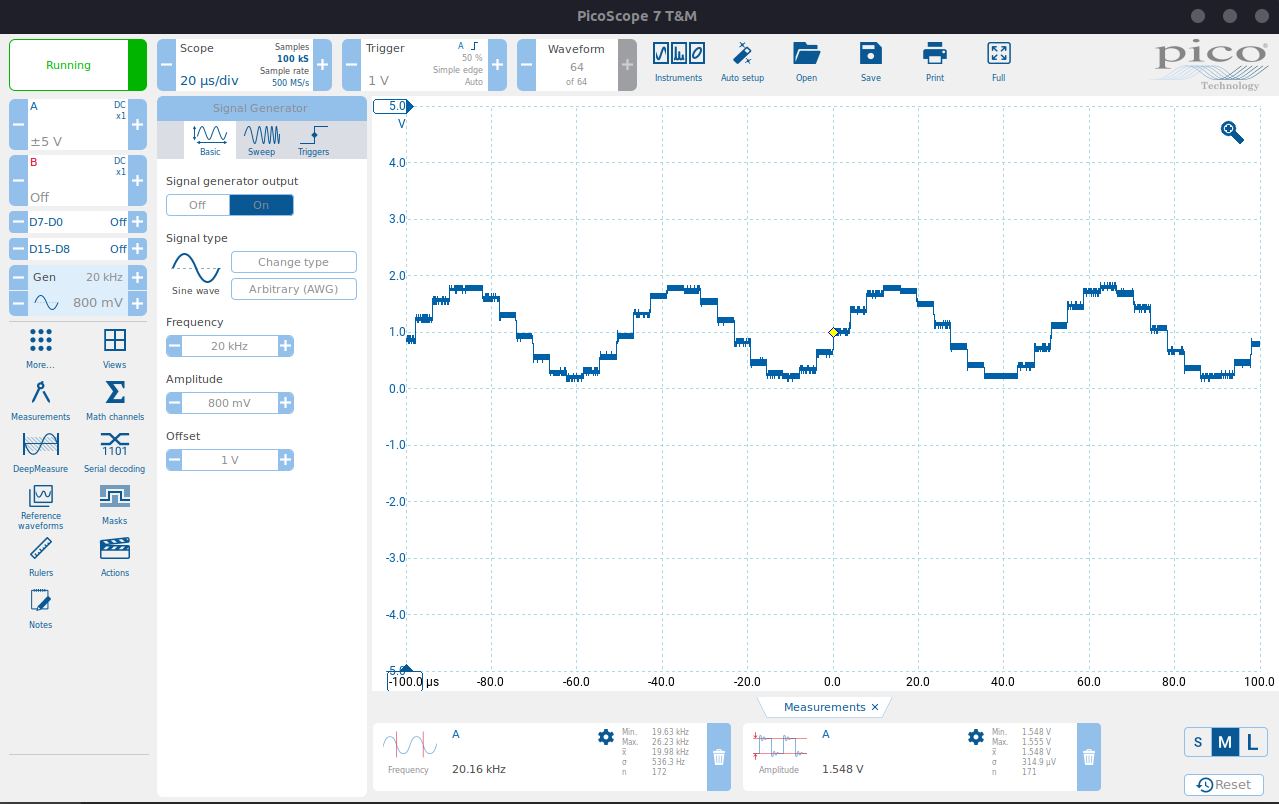 PicoScope 7 T&M
Running
Scope
20 µs/div
Samples
100 kS
Sample rate
500 MS/s
Trigger
1 V
A
50 %
Simple edge
Auto
Waveform
64
of 64
Instruments
Auto setup
Open
Save
Print
Full
pico
Technology
A
DC
x1
±5 V
B
DC
x1
Off
D7-D0 Off
D15-D8 Off
Gen 20 kHz
800 mV
More...
Views
Measurements
Math channels
DeepMeasure
1101
Serial decoding
Reference
waveforms
Masks
Rulers
Actions
Notes
Signal Generator
Basic
Sweep
Triggers
Signal generator output
Off On
Signal type
Sine wave
Change type
Arbitrary (AWG)
Frequency
20 kHz
Amplitude
800 mV
Offset
1 V
5.0
V
4.0
3.0
2.0
1.0
0.0
-1.0
-2.0
-3.0
-4.0
-5.0
-100.0 µs -80.0 -60.0 -40.0 -20.0 0.0 20.0 40.0 60.0 80.0 100.0
Measurements ×
Frequency
A
20.16 kHz
Min. 19.63 kHz
Max. 26.23 kHz
x̄ 19.98 kHz
σ 536.3 Hz
n 172
Amplitude
A
1.548 V
Min. 1.548 V
Max. 1.555 V
x̄ 1.548 V
σ 314.9 µV
n 171
S M L
Reset